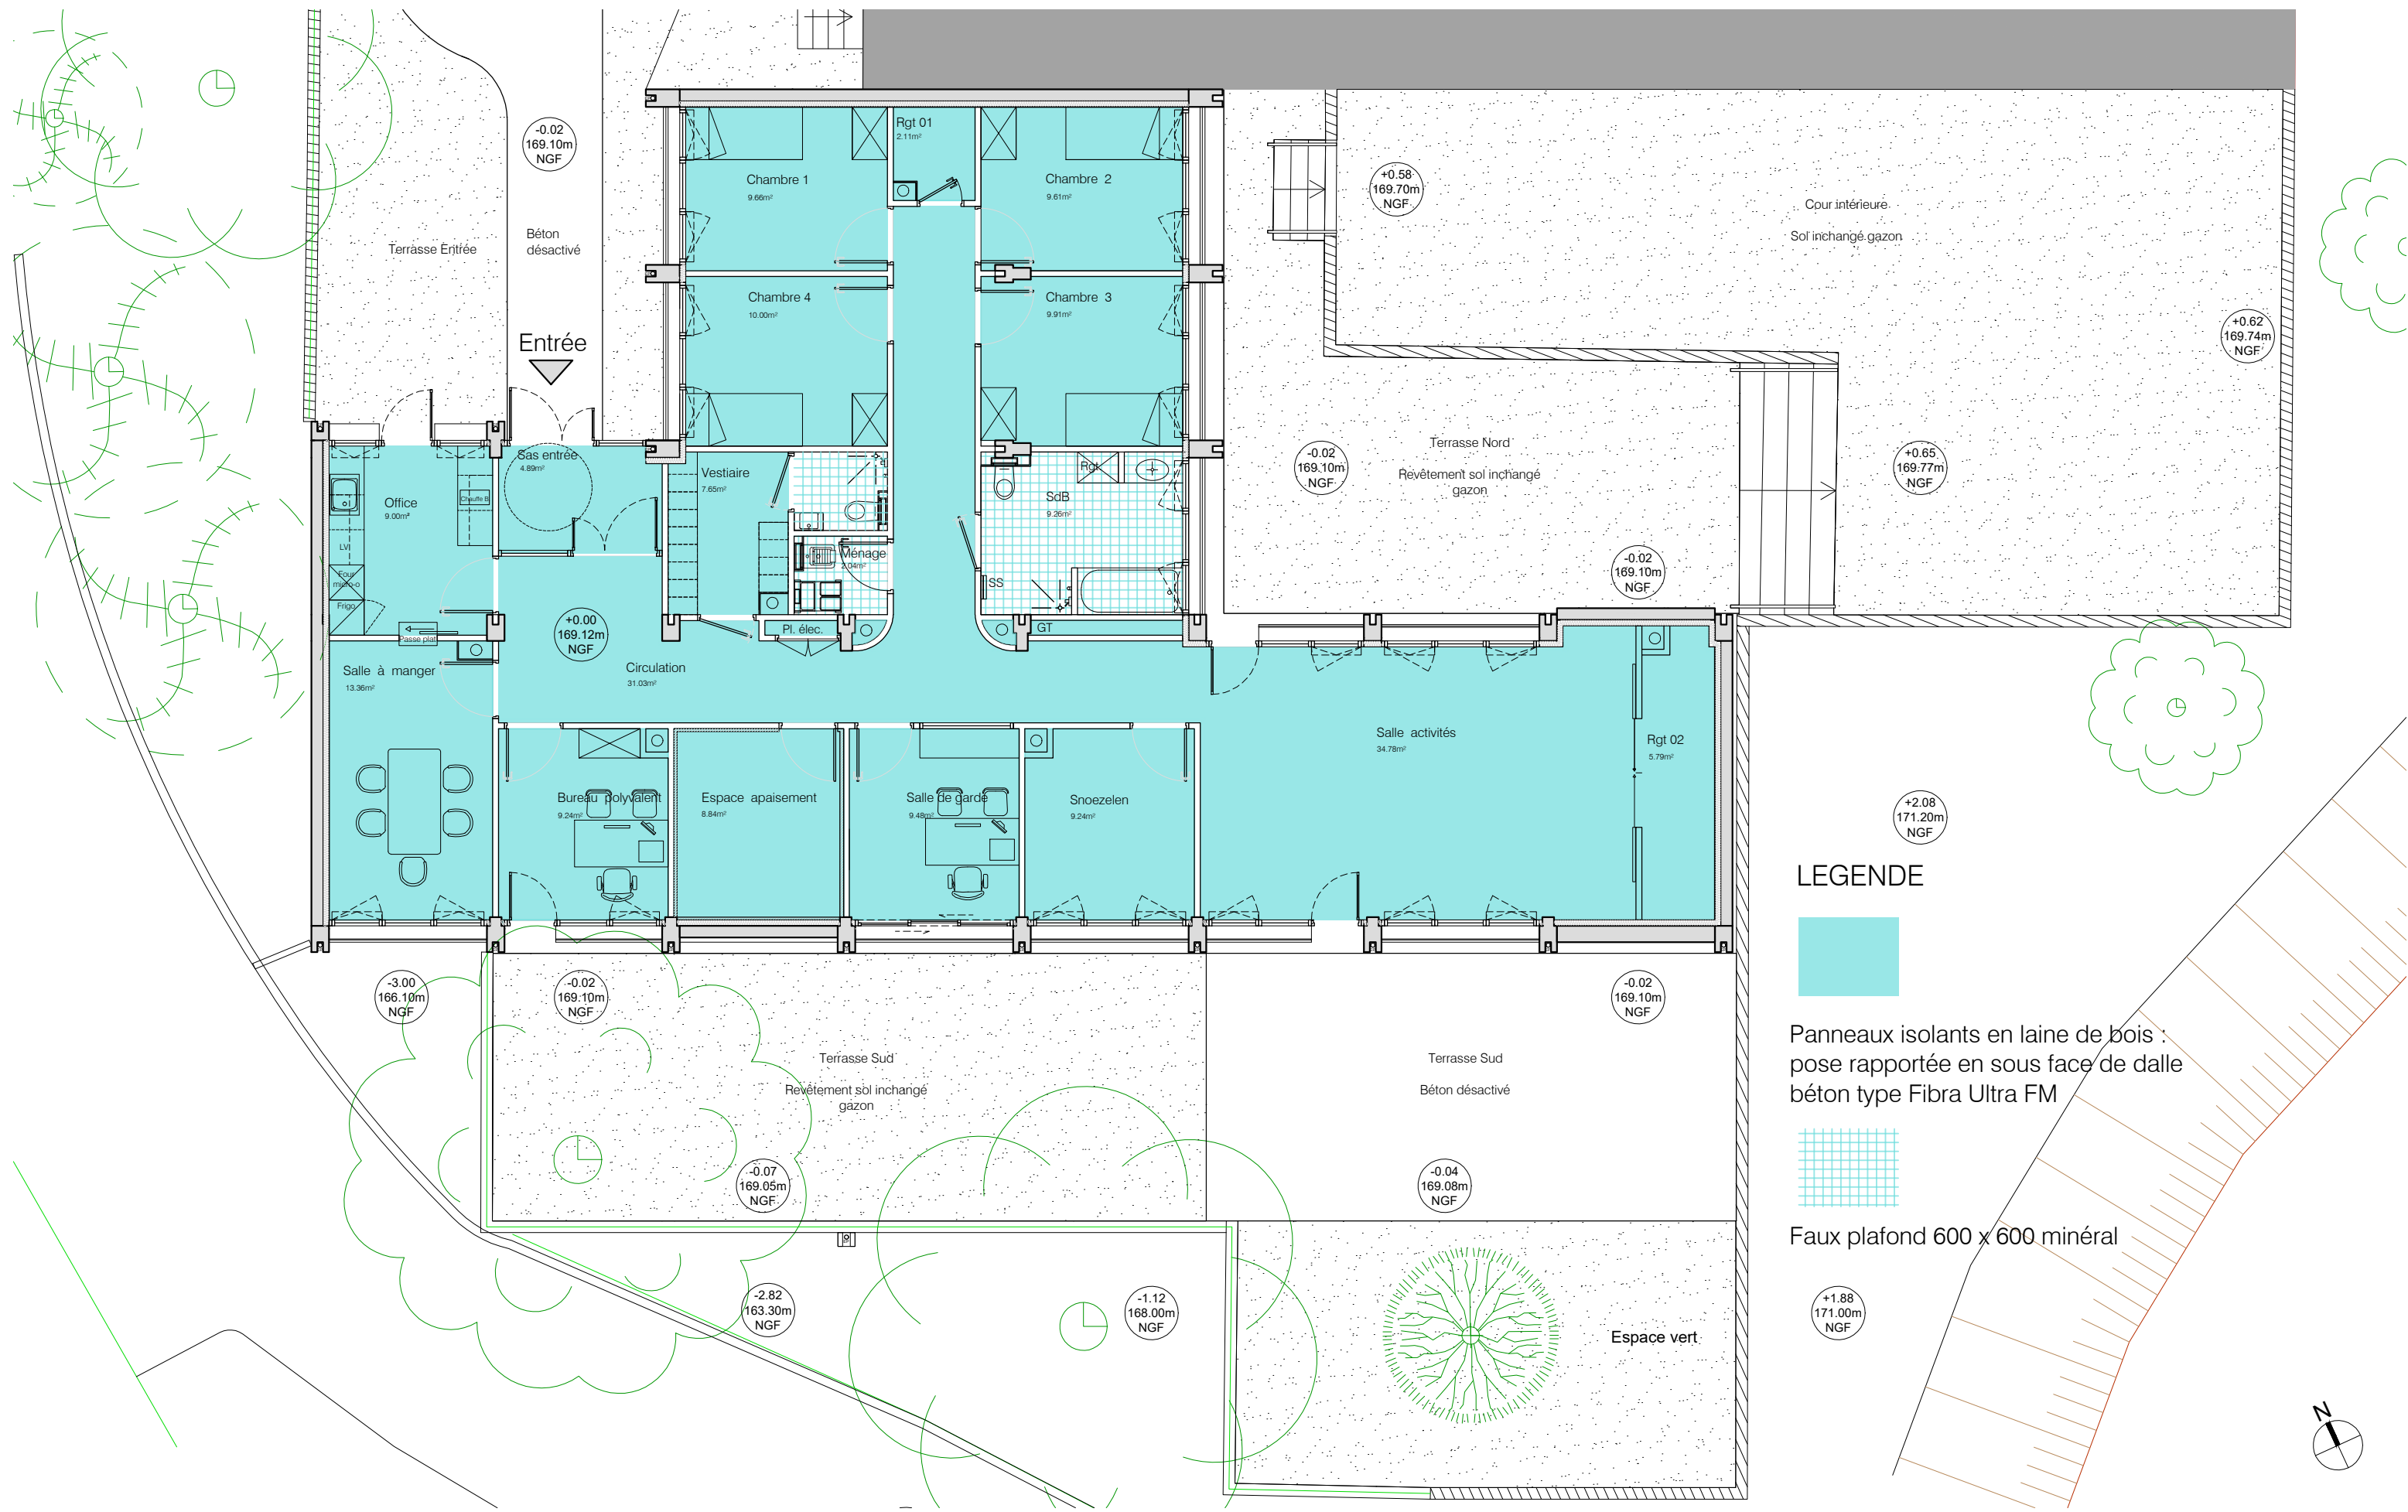 Rgt 01
2.11m²
-0.02
169.10m
NGF
Chambre 1
9.66m²
Chambre 2
9.61m²
+0.58
169.70m
NGF
Cour intérieure
Sol inchangé gazon
Terrasse Entrée
Béton
désactivé
Chambre 4
10.00m²
Chambre 3
9.91m²
+0.62
169.74m
NGF
Entrée
Sas entrée
4.89m²
Vestiaire
7.65m²
Rgt
SdB
9.26m²
-0.02
169.10m
NGF
Terrasse Nord
Revêtement sol inchangé
gazon
+0.65
169.77m
NGF
Office
9.00m²
Chauffe B.
LVI
Four
micro-o
Frigo
Ménage
2.04m²
SS
-0.02
169.10m
NGF
+0.00
169.12m
NGF
Passe plat
Pl. élec.
GT
Salle à manger
13.36m²
Circulation
31.03m²
Salle activités
34.78m²
Rgt 02
5.79m²
Bureau polyvalent
9.24m²
Espace apaisement
8.84m²
Salle de garde
9.48m²
Snoezelen
9.24m²
+2.08
171.20m
NGF
LEGENDE
-3.00
166.10m
NGF
-0.02
169.10m
NGF
-0.02
169.10m
NGF
Panneaux isolants en laine de bois :
pose rapportée en sous face de dalle
béton type Fibra Ultra FM
Terrasse Sud
Revêtement sol inchangé
gazon
Terrasse Sud
Béton désactivé
-0.07
169.05m
NGF
-0.04
169.08m
NGF
Faux plafond 600 x 600 minéral
-2.82
163.30m
NGF
-1.12
168.00m
NGF
Espace vert
+1.88
171.00m
NGF
N